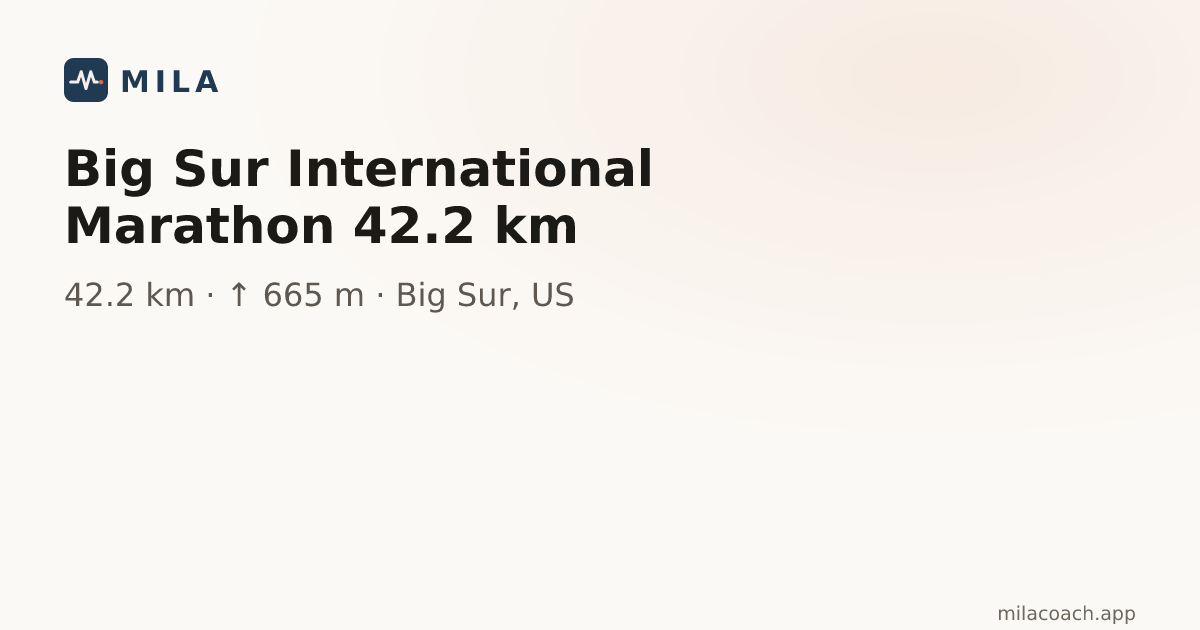 MILA
Big Sur International
Marathon 42.2 km
42.2 km · ↑ 665 m · Big Sur, US
milacoach.app